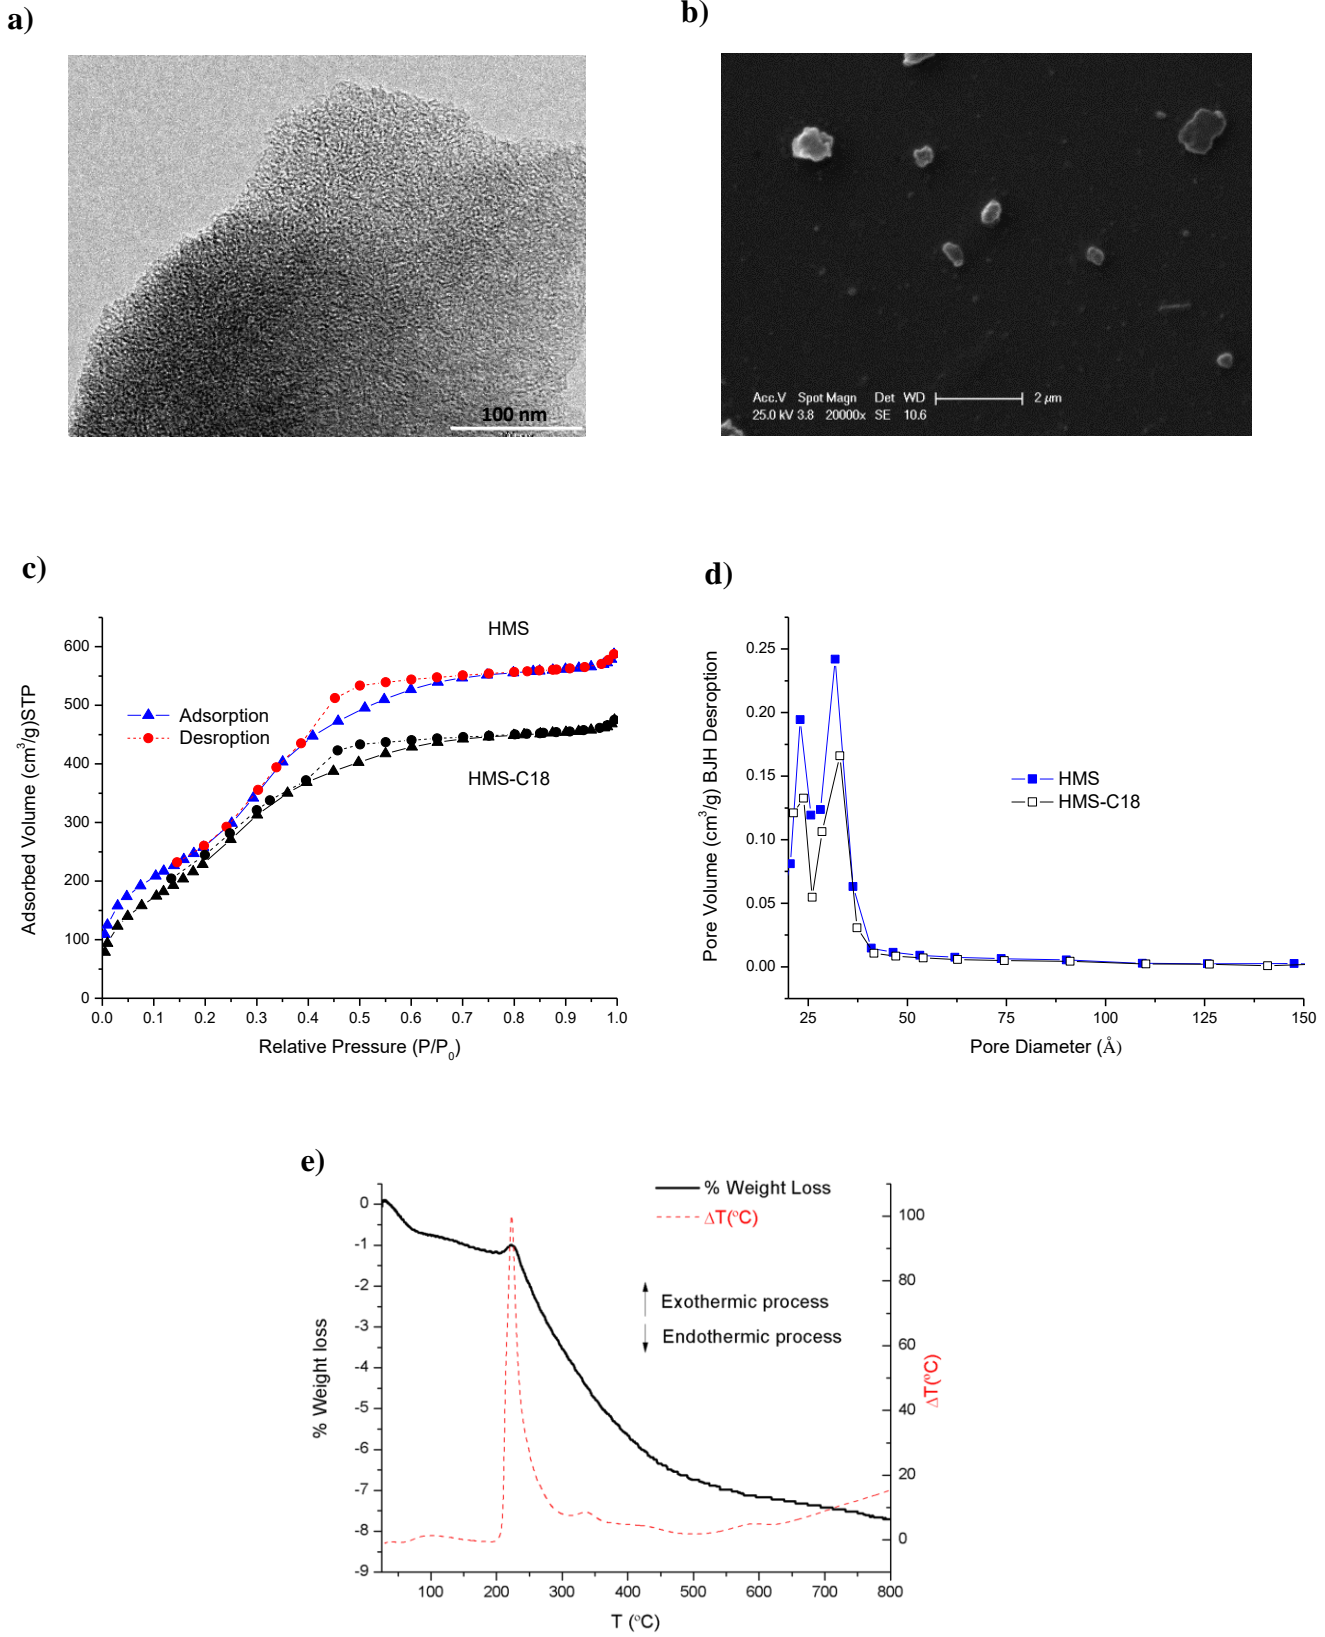 a)
b)
100 nm
Acc.V Spot Magn Det WD 2 µm
25.0 kV 3.8 20000x SE 10.6
c)
d)
600
500
400
300
200
100
0
HMS
Adsorption
Desroption
HMS-C18
Adsorbed Volume (cm³/g)STP
0.0 0.1 0.2 0.3 0.4 0.5 0.6 0.7 0.8 0.9 1.0
Relative Pressure (P/P₀)
0.25
0.20
0.15
0.10
0.05
0.00
Pore Volume (cm³/g) BJH Desroption
HMS
HMS-C18
25 50 75 100 125 150
Pore Diameter (Å)
e)
% Weight Loss
ΔT(ºC)
Exothermic process
Endothermic process
0
-1
-2
-3
-4
-5
-6
-7
-8
-9
% Weight loss
100
80
60
40
20
0
ΔT(ºC)
100 200 300 400 500 600 700 800
T (ºC)